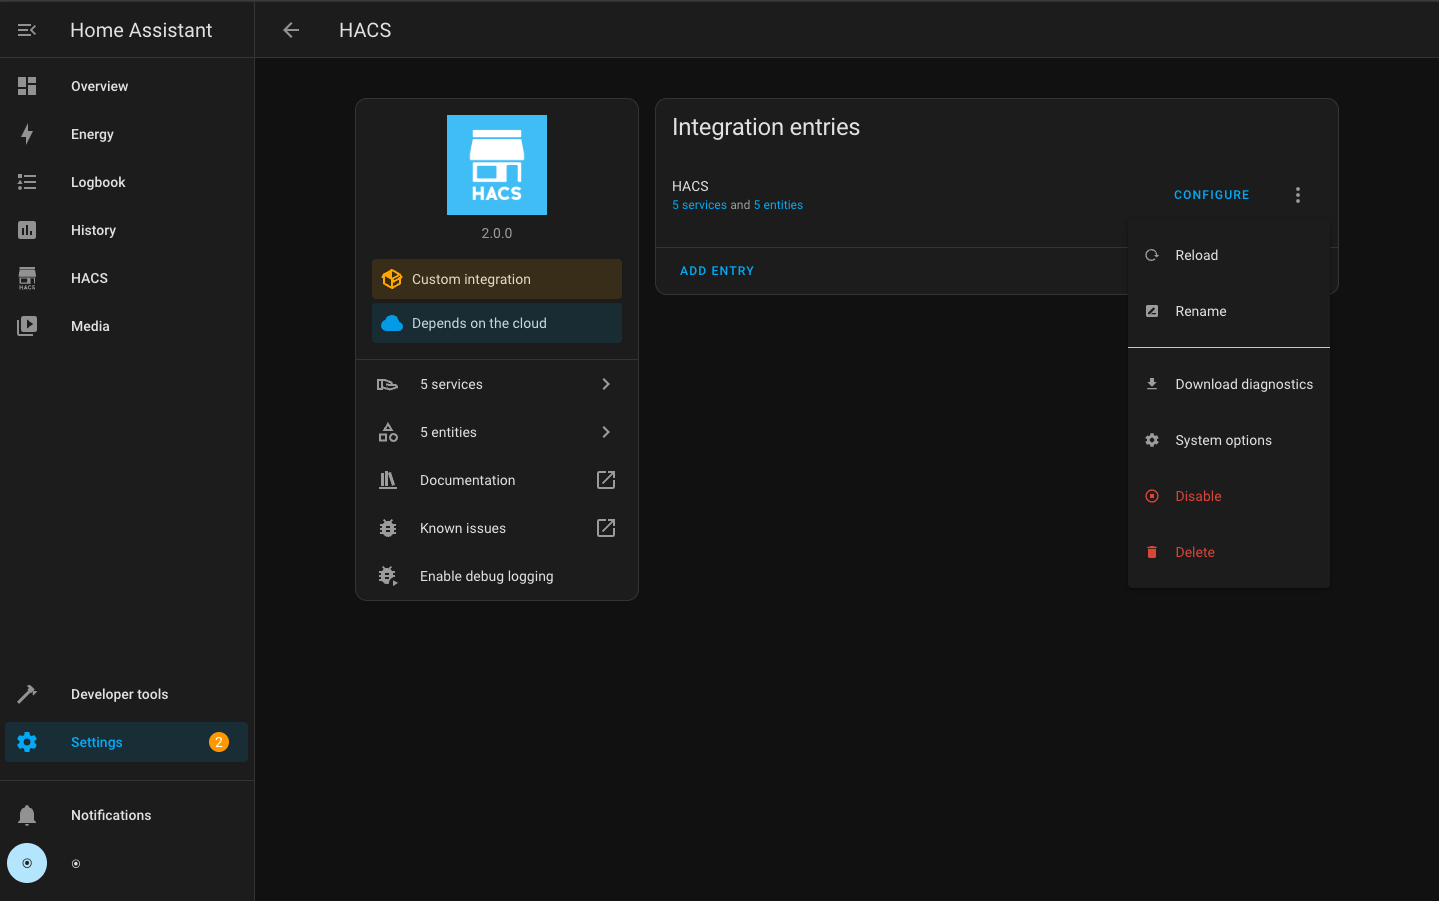 Home Assistant
HACS
Overview
Energy
Logbook
History
HACS
HACS
Media
Developer tools
Settings
2
Notifications
HACS
2.0.0
Custom integration
Depends on the cloud
5 services
5 entities
Documentation
Known issues
Enable debug logging
Integration entries
HACS
5 services and 5 entities
CONFIGURE
ADD ENTRY
Reload
Rename
Download diagnostics
System options
Disable
Delete